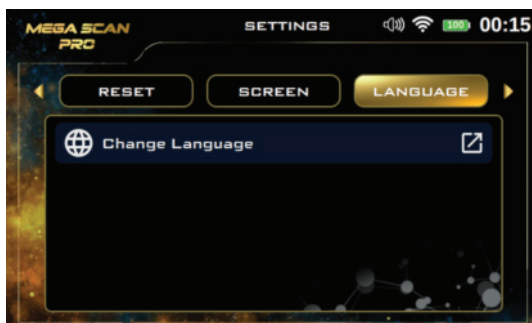 MEGA SCAN
PRO
SETTINGS
100
00:15
RESET
SCREEN
LANGUAGE
Change Language